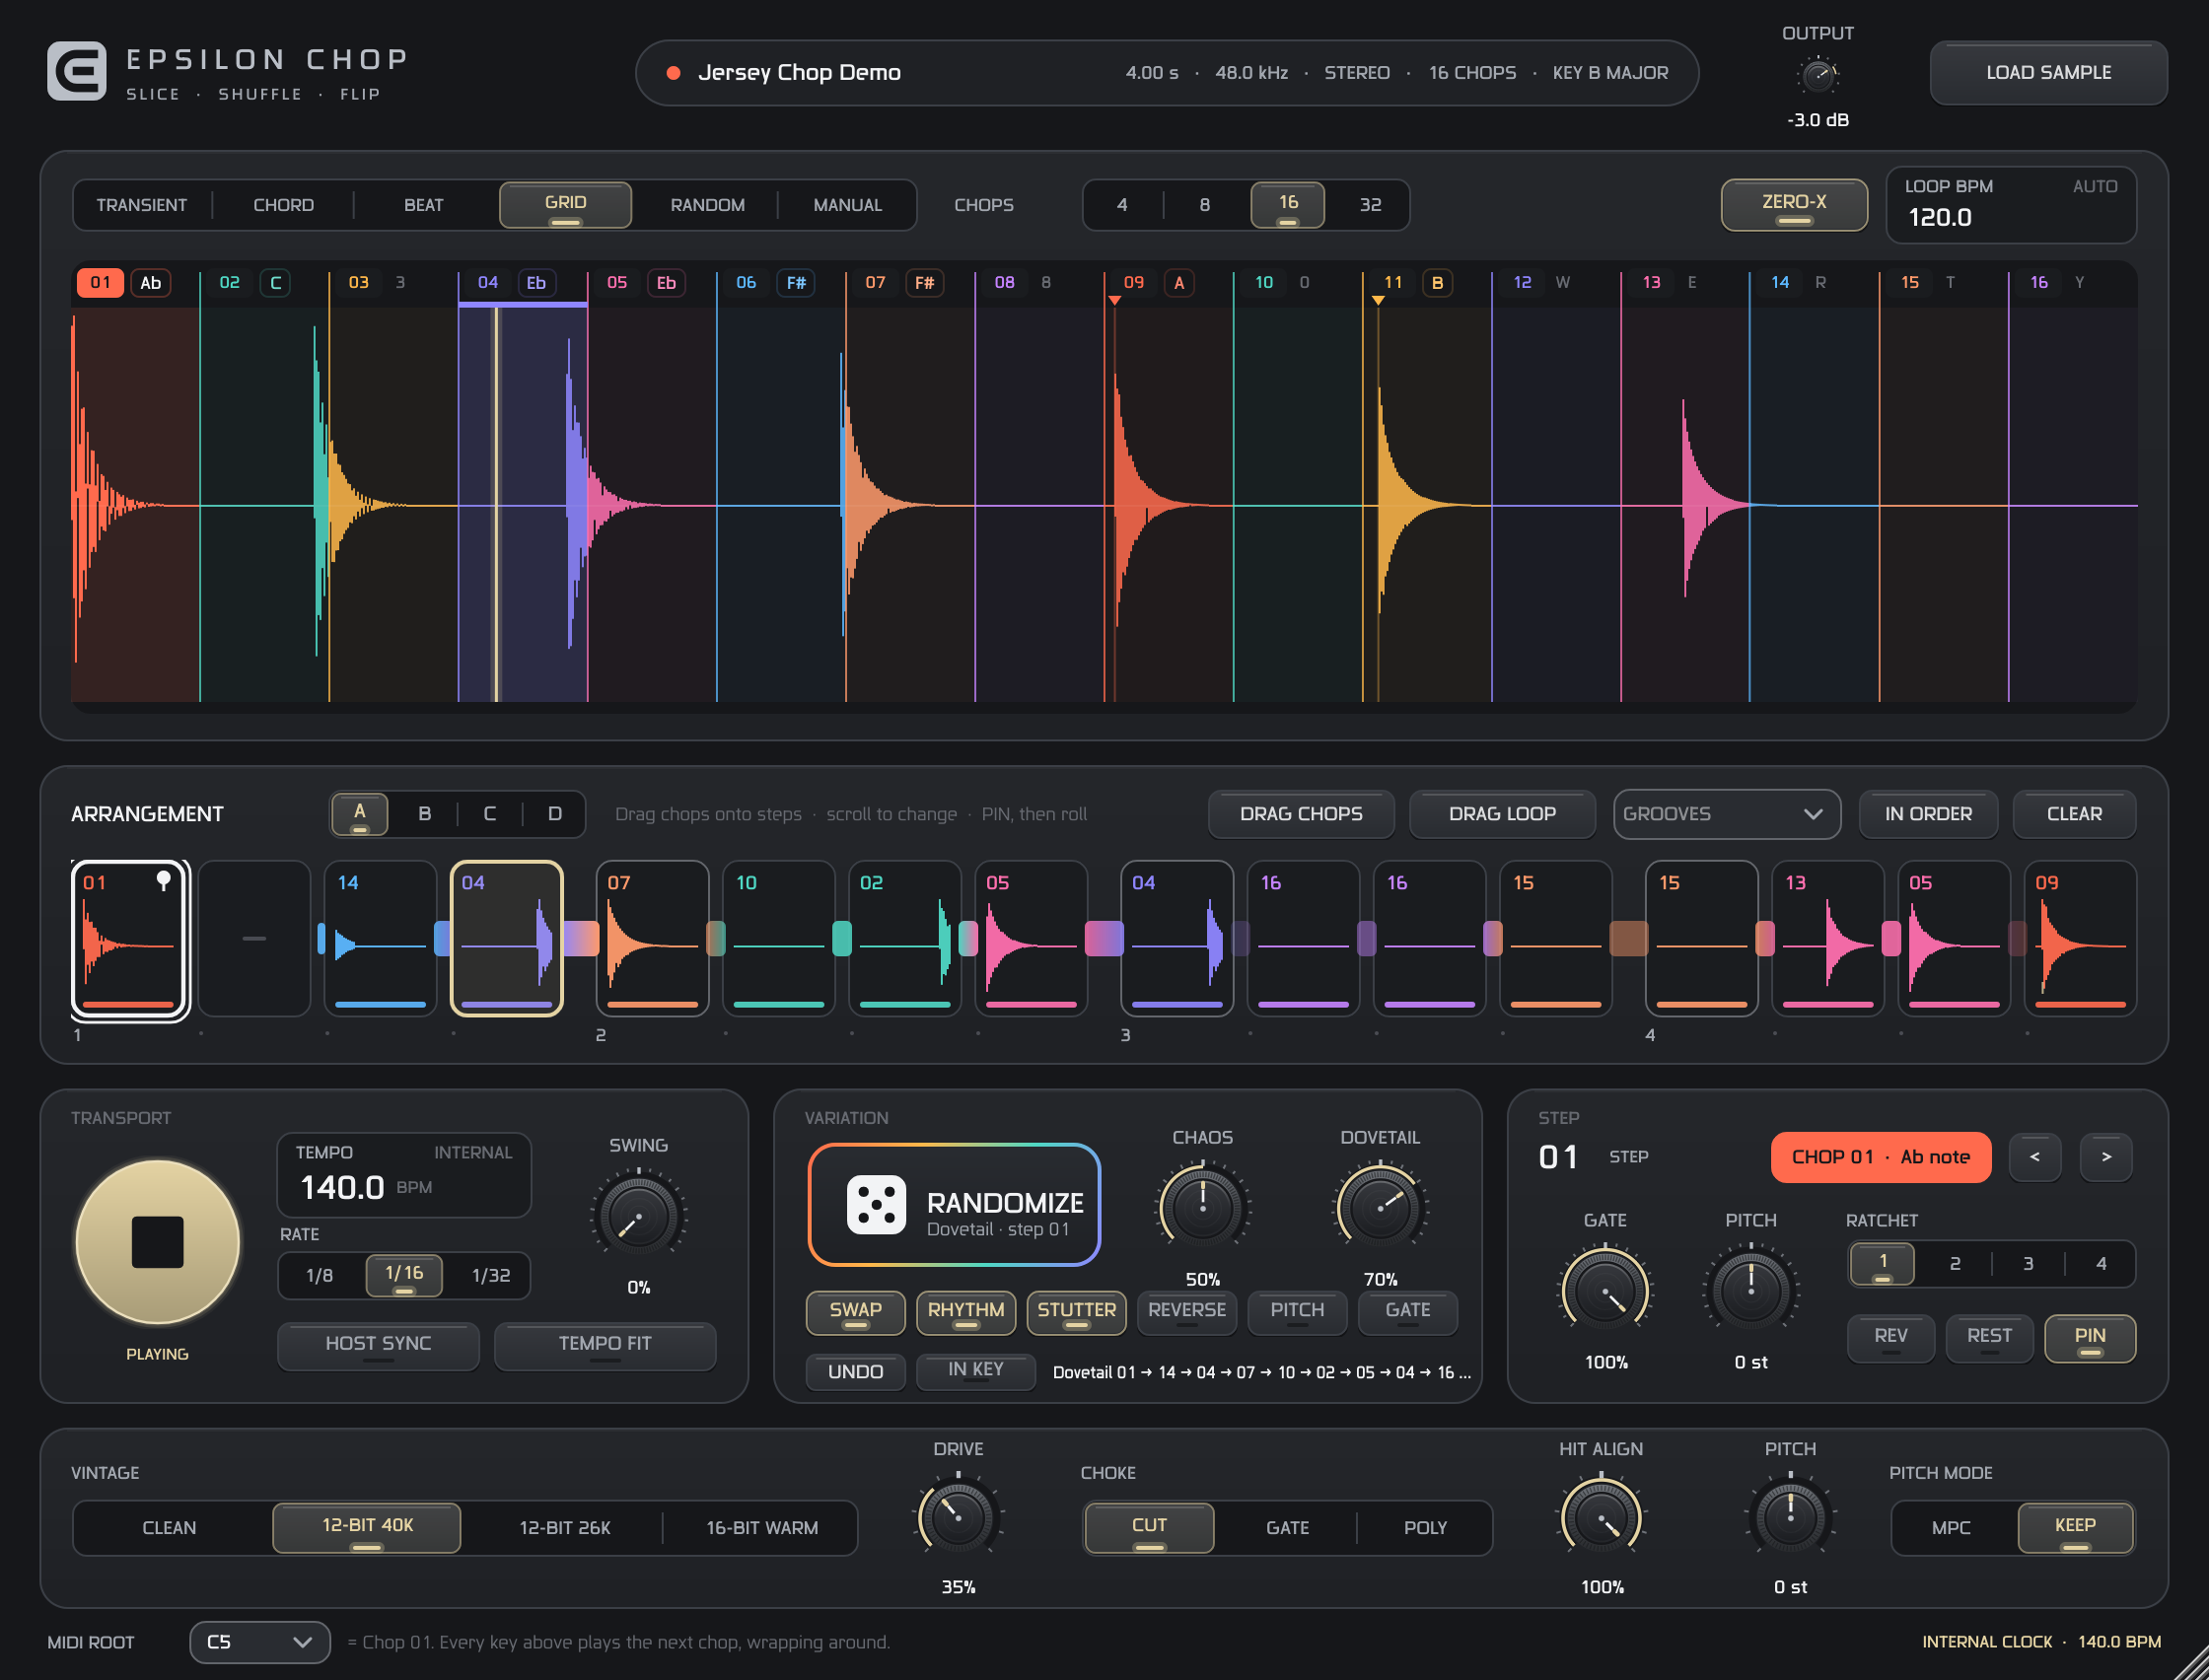 EPSILON CHOP
SLICE · SHUFFLE · FLIP
Jersey Chop Demo
4.00 s · 48.0 kHz · STEREO · 16 CHOPS · KEY B MAJOR
OUTPUT
-3.0 dB
LOAD SAMPLE
TRANSIENT CHORD BEAT GRID RANDOM MANUAL
CHOPS
4 8 16 32
ZERO-X
LOOP BPM AUTO
120.0
01 Ab 02 C 03 3 04 Eb 05 Eb 06 F# 07 F# 08 8 09 A 10 0 11 B 12 W 13 E 14 R 15 T 16 Y
ARRANGEMENT
A B C D
Drag chops onto steps · scroll to change · PIN, then roll
DRAG CHOPS
DRAG LOOP
GROOVES
IN ORDER
CLEAR
01 – 14 04 07 10 02 05 04 16 16 15 15 13 05 09
1 2 3 4
TRANSPORT
PLAYING
TEMPO INTERNAL
140.0 BPM
RATE
1/8 1/16 1/32
SWING
0%
HOST SYNC
TEMPO FIT
VARIATION
RANDOMIZE
Dovetail · step 01
CHAOS
50%
DOVETAIL
70%
SWAP RHYTHM STUTTER REVERSE PITCH GATE
UNDO IN KEY
Dovetail 01 → 14 → 04 → 07 → 10 → 02 → 05 → 04 → 16 ...
STEP
01 STEP
CHOP 01 · Ab note
< >
GATE
100%
PITCH
0 st
RATCHET
1 2 3 4
REV REST PIN
VINTAGE
CLEAN 12-BIT 40K 12-BIT 26K 16-BIT WARM
DRIVE
35%
CHOKE
CUT GATE POLY
HIT ALIGN
100%
PITCH
0 st
PITCH MODE
MPC KEEP
MIDI ROOT
C5
= Chop 01. Every key above plays the next chop, wrapping around.
INTERNAL CLOCK · 140.0 BPM